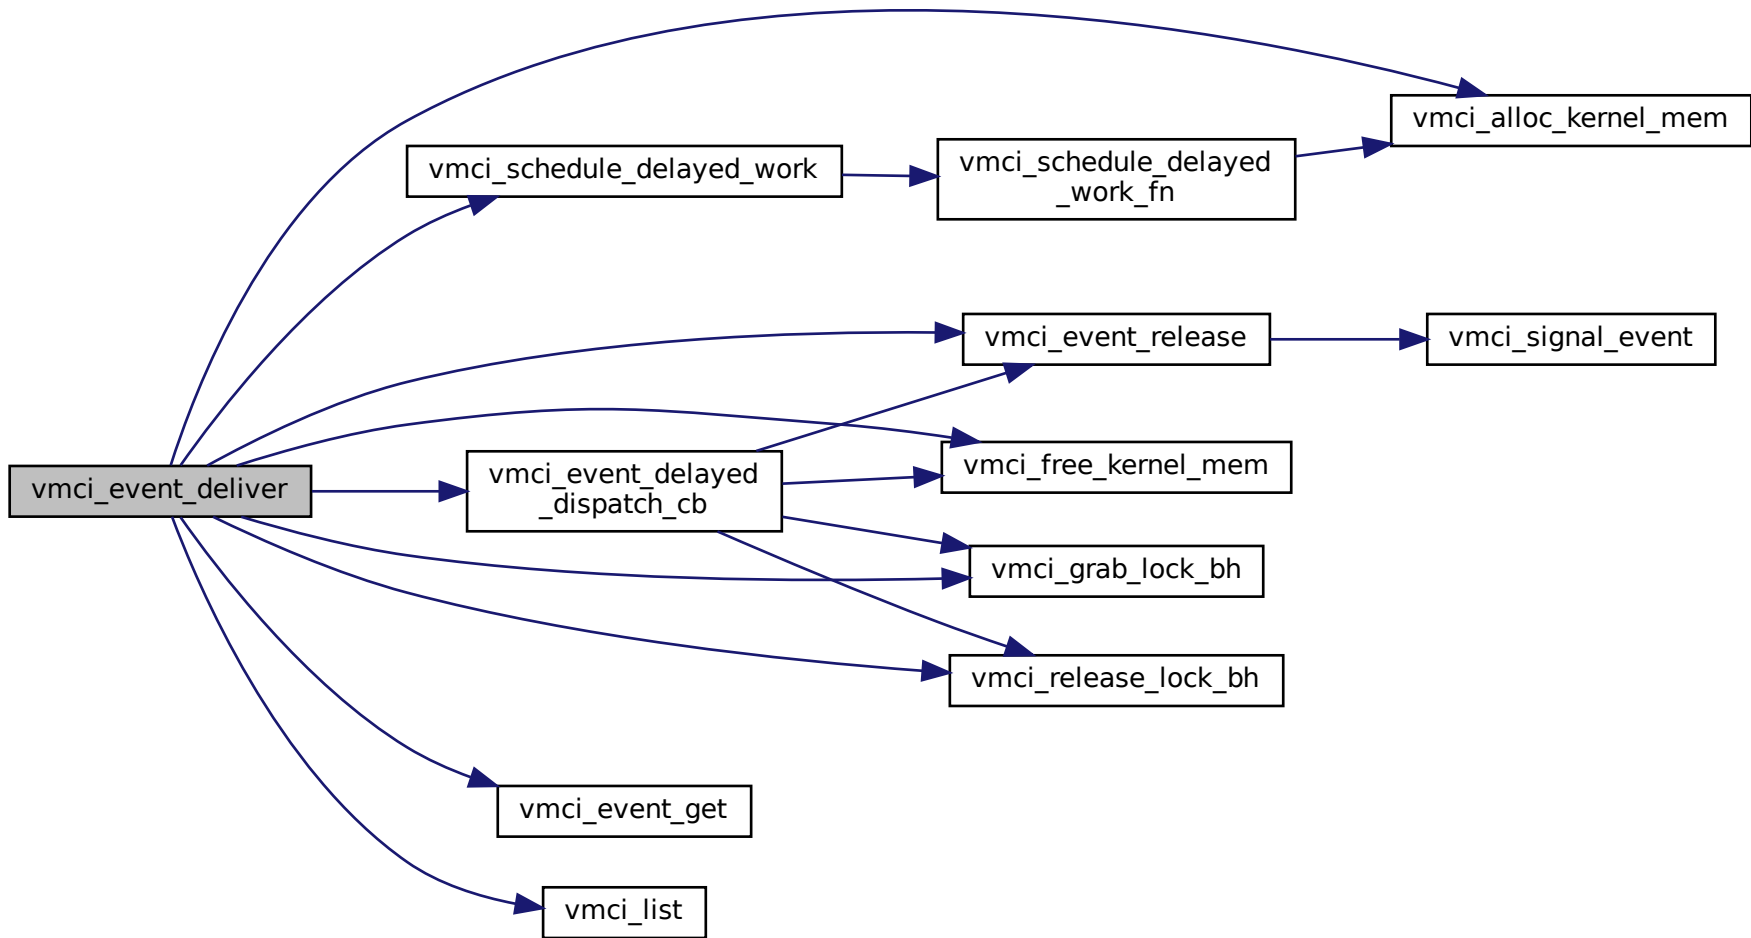 vmci_alloc_kernel_mem
vmci_schedule_delayed_work
vmci_schedule_delayed
_work_fn
vmci_event_release
vmci_signal_event
vmci_event_deliver
vmci_event_delayed
_dispatch_cb
vmci_free_kernel_mem
vmci_grab_lock_bh
vmci_release_lock_bh
vmci_event_get
vmci_list